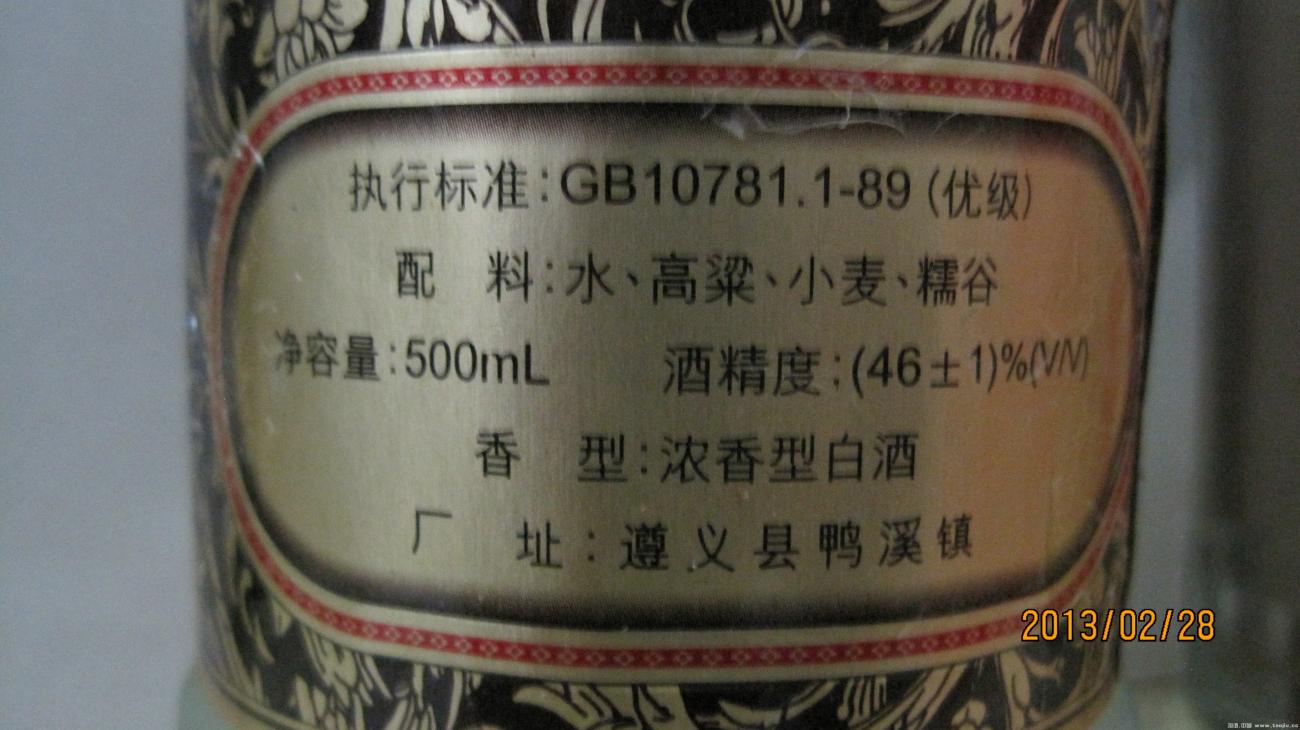 执行标准:GB10781.1-89(优级)
配 料:水、高粱、小麦、糯谷
净容量:500mL 酒精度:(46±1)%(V/V)
香 型:浓香型白酒
厂 址:遵义县鸭溪镇
2013/02/28